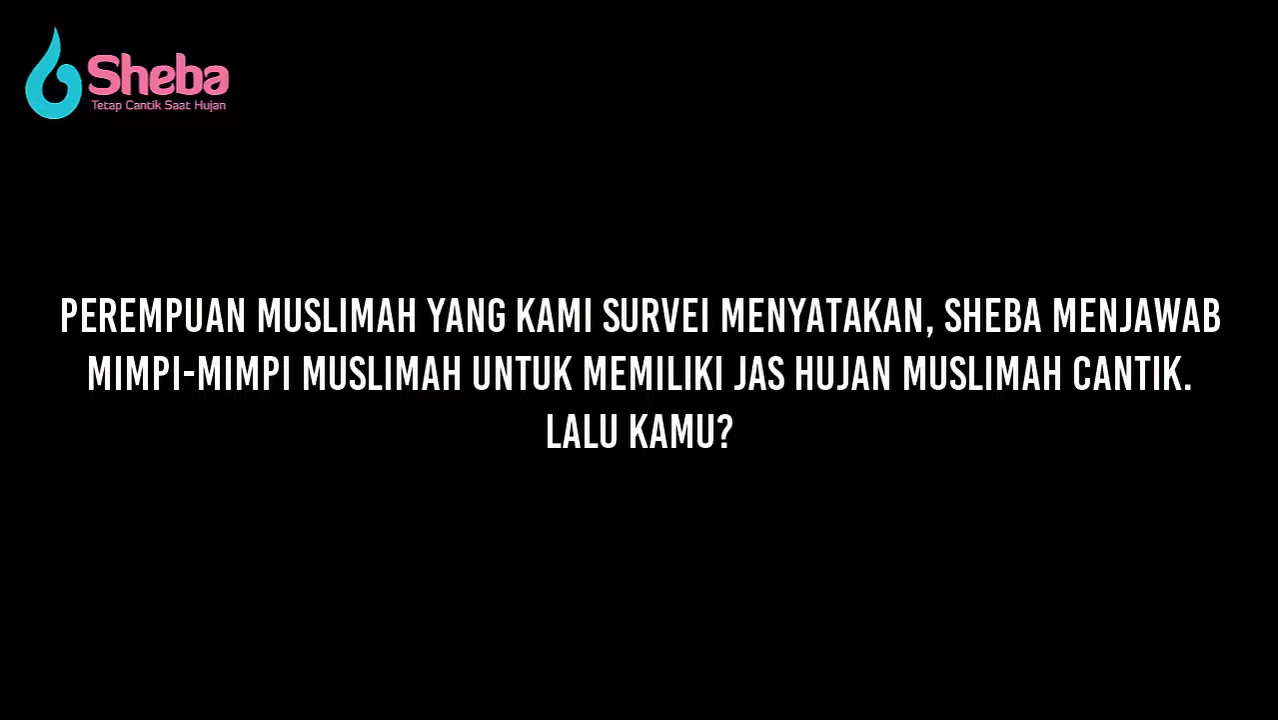 Sheba
Tetap Cantik Saat Hujan
PEREMPUAN MUSLIMAH YANG KAMI SURVEI MENYATAKAN, SHEBA MENJAWAB
MIMPI-MIMPI MUSLIMAH UNTUK MEMILIKI JAS HUJAN MUSLIMAH CANTIK.
LALU KAMU?